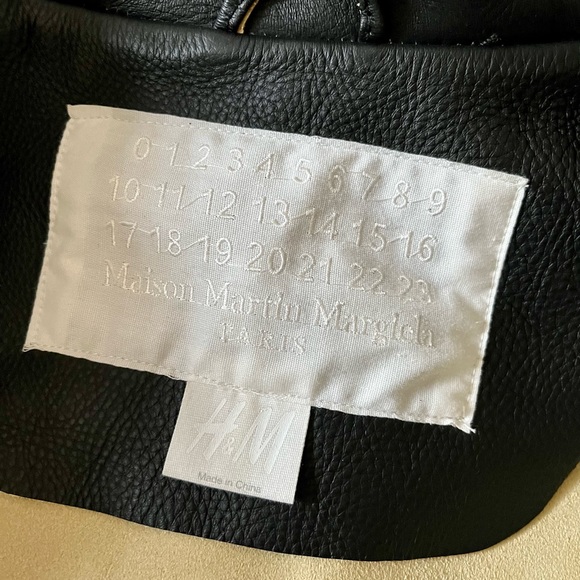 0 1 2 3 4 5 6 7 8 9
10 11 12 13 14 15 16
17 18 19 20 21 22 23
Maison Martin Margiela
PARIS
H&M
Made in China